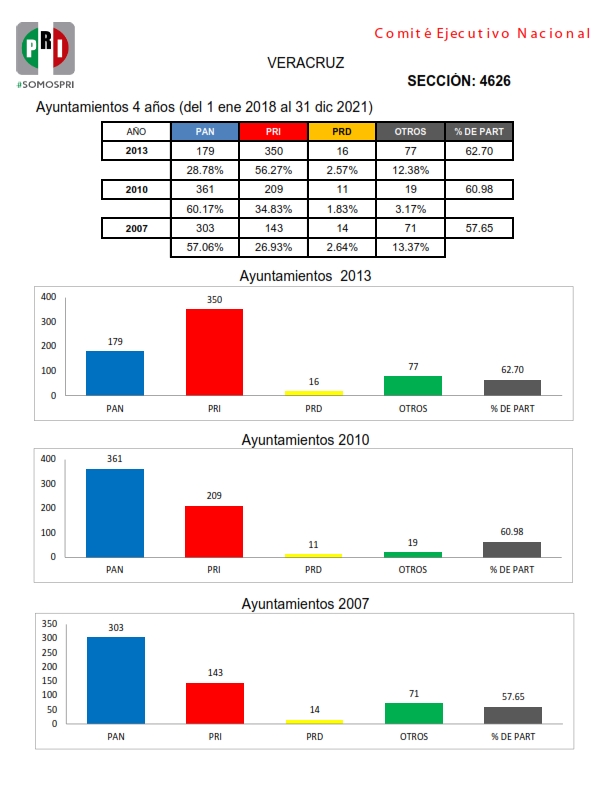 Comité Ejecutivo Nacional
PRI
#SOMOSPRI
VERACRUZ
SECCIÓN: 4626
Ayuntamientos 4 años (del 1 ene 2018 al 31 dic 2021)
AÑO PAN PRI PRD OTROS % DE PART
2013 179 350 16 77 62.70
28.78% 56.27% 2.57% 12.38%
2010 361 209 11 19 60.98
60.17% 34.83% 1.83% 3.17%
2007 303 143 14 71 57.65
57.06% 26.93% 2.64% 13.37%
Ayuntamientos 2013
400
350
300
200
179
100
77
62.70
16
0
PAN PRI PRD OTROS % DE PART
Ayuntamientos 2010
400
361
300
209
200
100
60.98
11
19
0
PAN PRI PRD OTROS % DE PART
Ayuntamientos 2007
350
303
300
250
200
143
150
100
71
57.65
50
14
0
PAN PRI PRD OTROS % DE PART